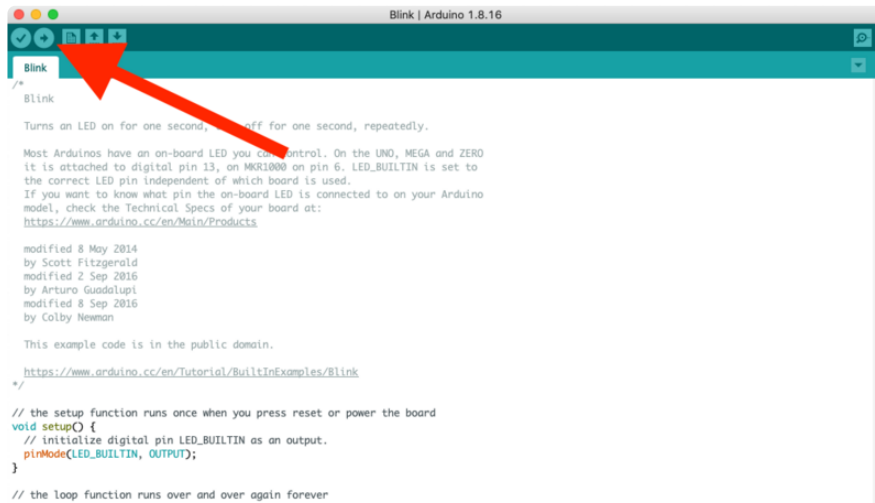 Blink | Arduino 1.8.16
Blink
/*
Blink
Turns an LED on for one second, off for one second, repeatedly.
Most Arduinos have an on-board LED you can control. On the UNO, MEGA and ZERO
it is attached to digital pin 13, on MKR1000 on pin 6. LED_BUILTIN is set to
the correct LED pin independent of which board is used.
If you want to know what pin the on-board LED is connected to on your Arduino
model, check the Technical Specs of your board at:
https://www.arduino.cc/en/Main/Products
modified 8 May 2014
by Scott Fitzgerald
modified 2 Sep 2016
by Arturo Guadalupi
modified 8 Sep 2016
by Colby Newman
This example code is in the public domain.
https://www.arduino.cc/en/Tutorial/BuiltInExamples/Blink
*/
// the setup function runs once when you press reset or power the board
void setup() {
// initialize digital pin LED_BUILTIN as an output.
pinMode(LED_BUILTIN, OUTPUT);
}
// the loop function runs over and over again forever